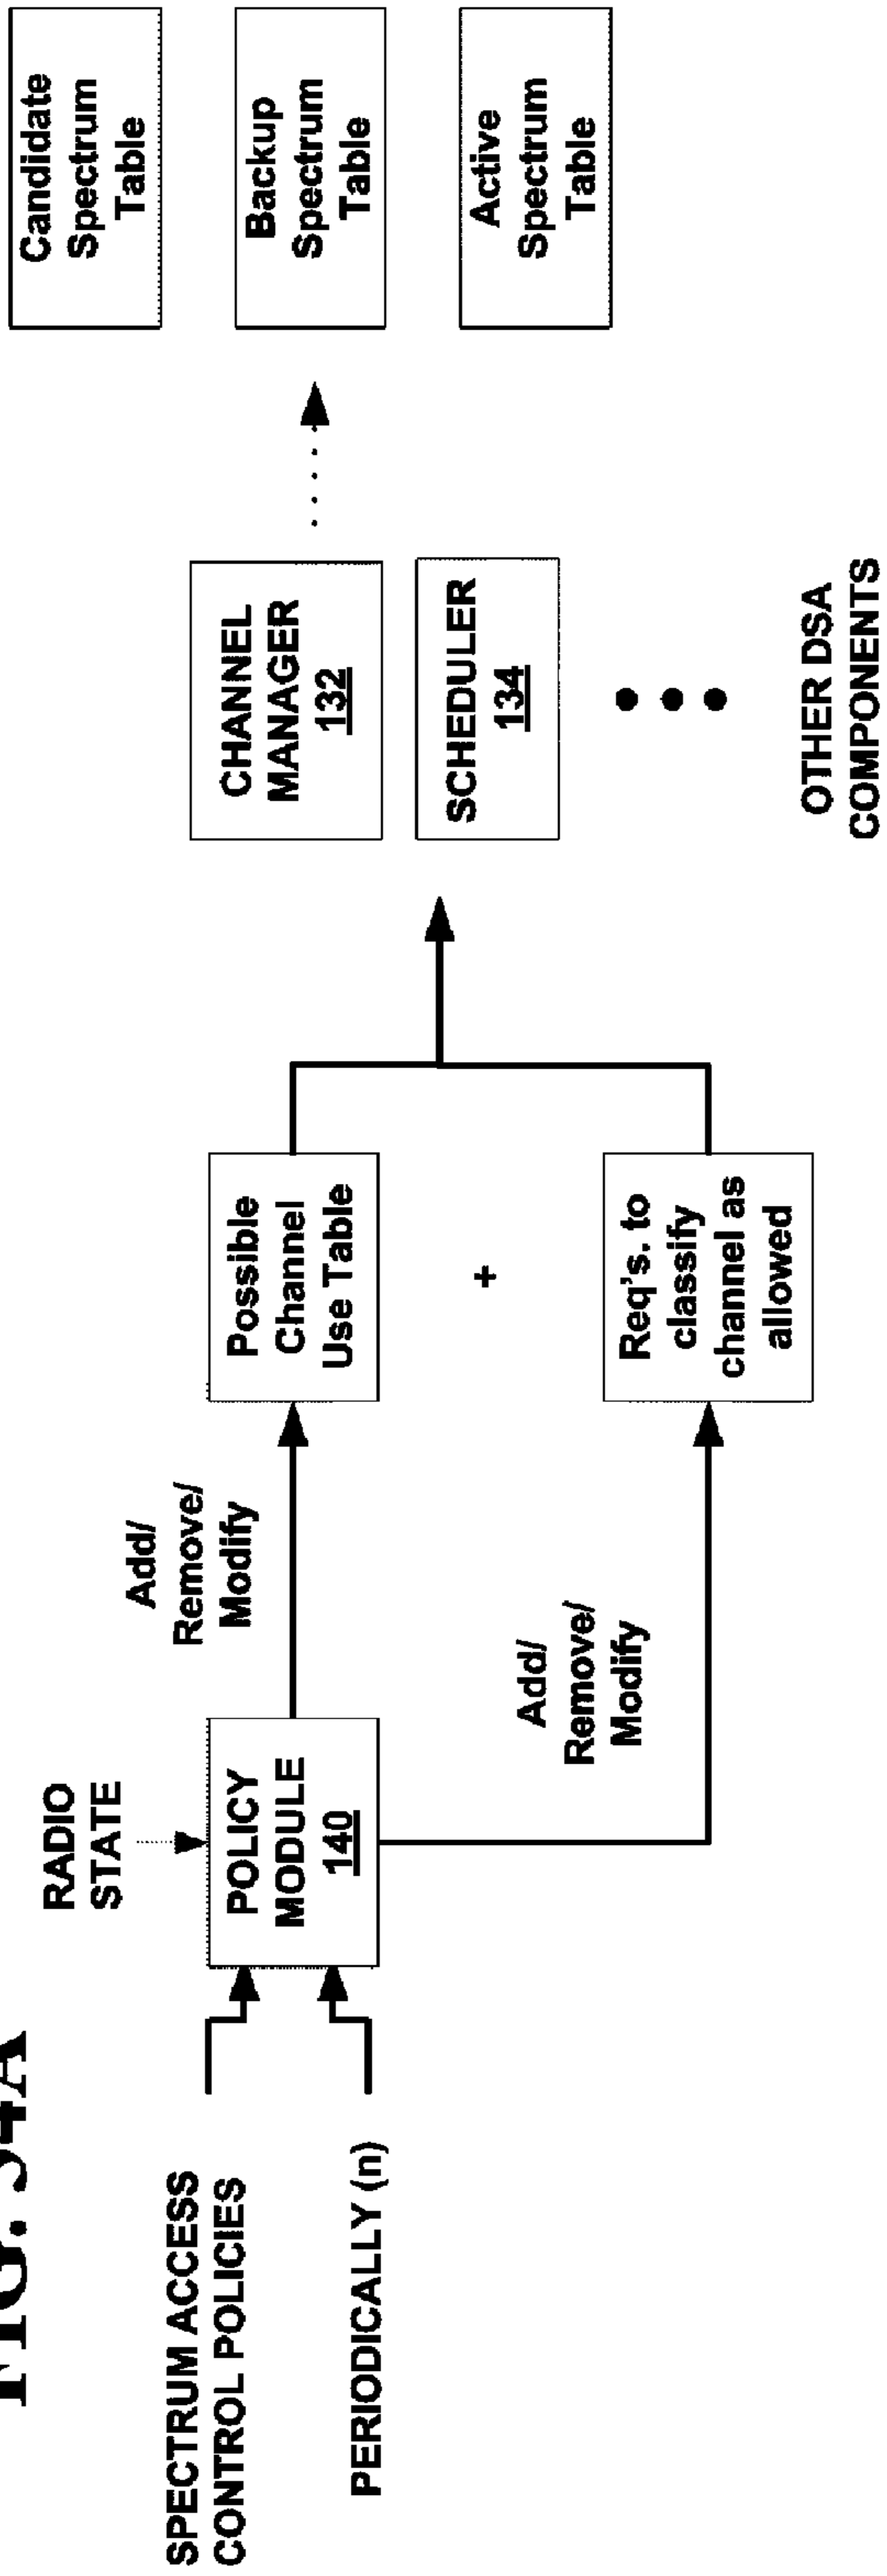 FIG.
SPECTRUM ACCESS
CONTROL POLICIES
PERIODICALLY (n)
RADIO
STATE
POLICY
MODULE
140
Add/
Remove/
Modify
Add/
Remove/
Modify
Possible
Channel
Use Table
+
Req's. to
classify
channel as
allowed
CHANNEL
MANAGER
132
SCHEDULER
134
OTHER DSA
COMPONENTS
Candidate
Spectrum
Table
Backup
Spectrum
Table
Active
Spectrum
Table